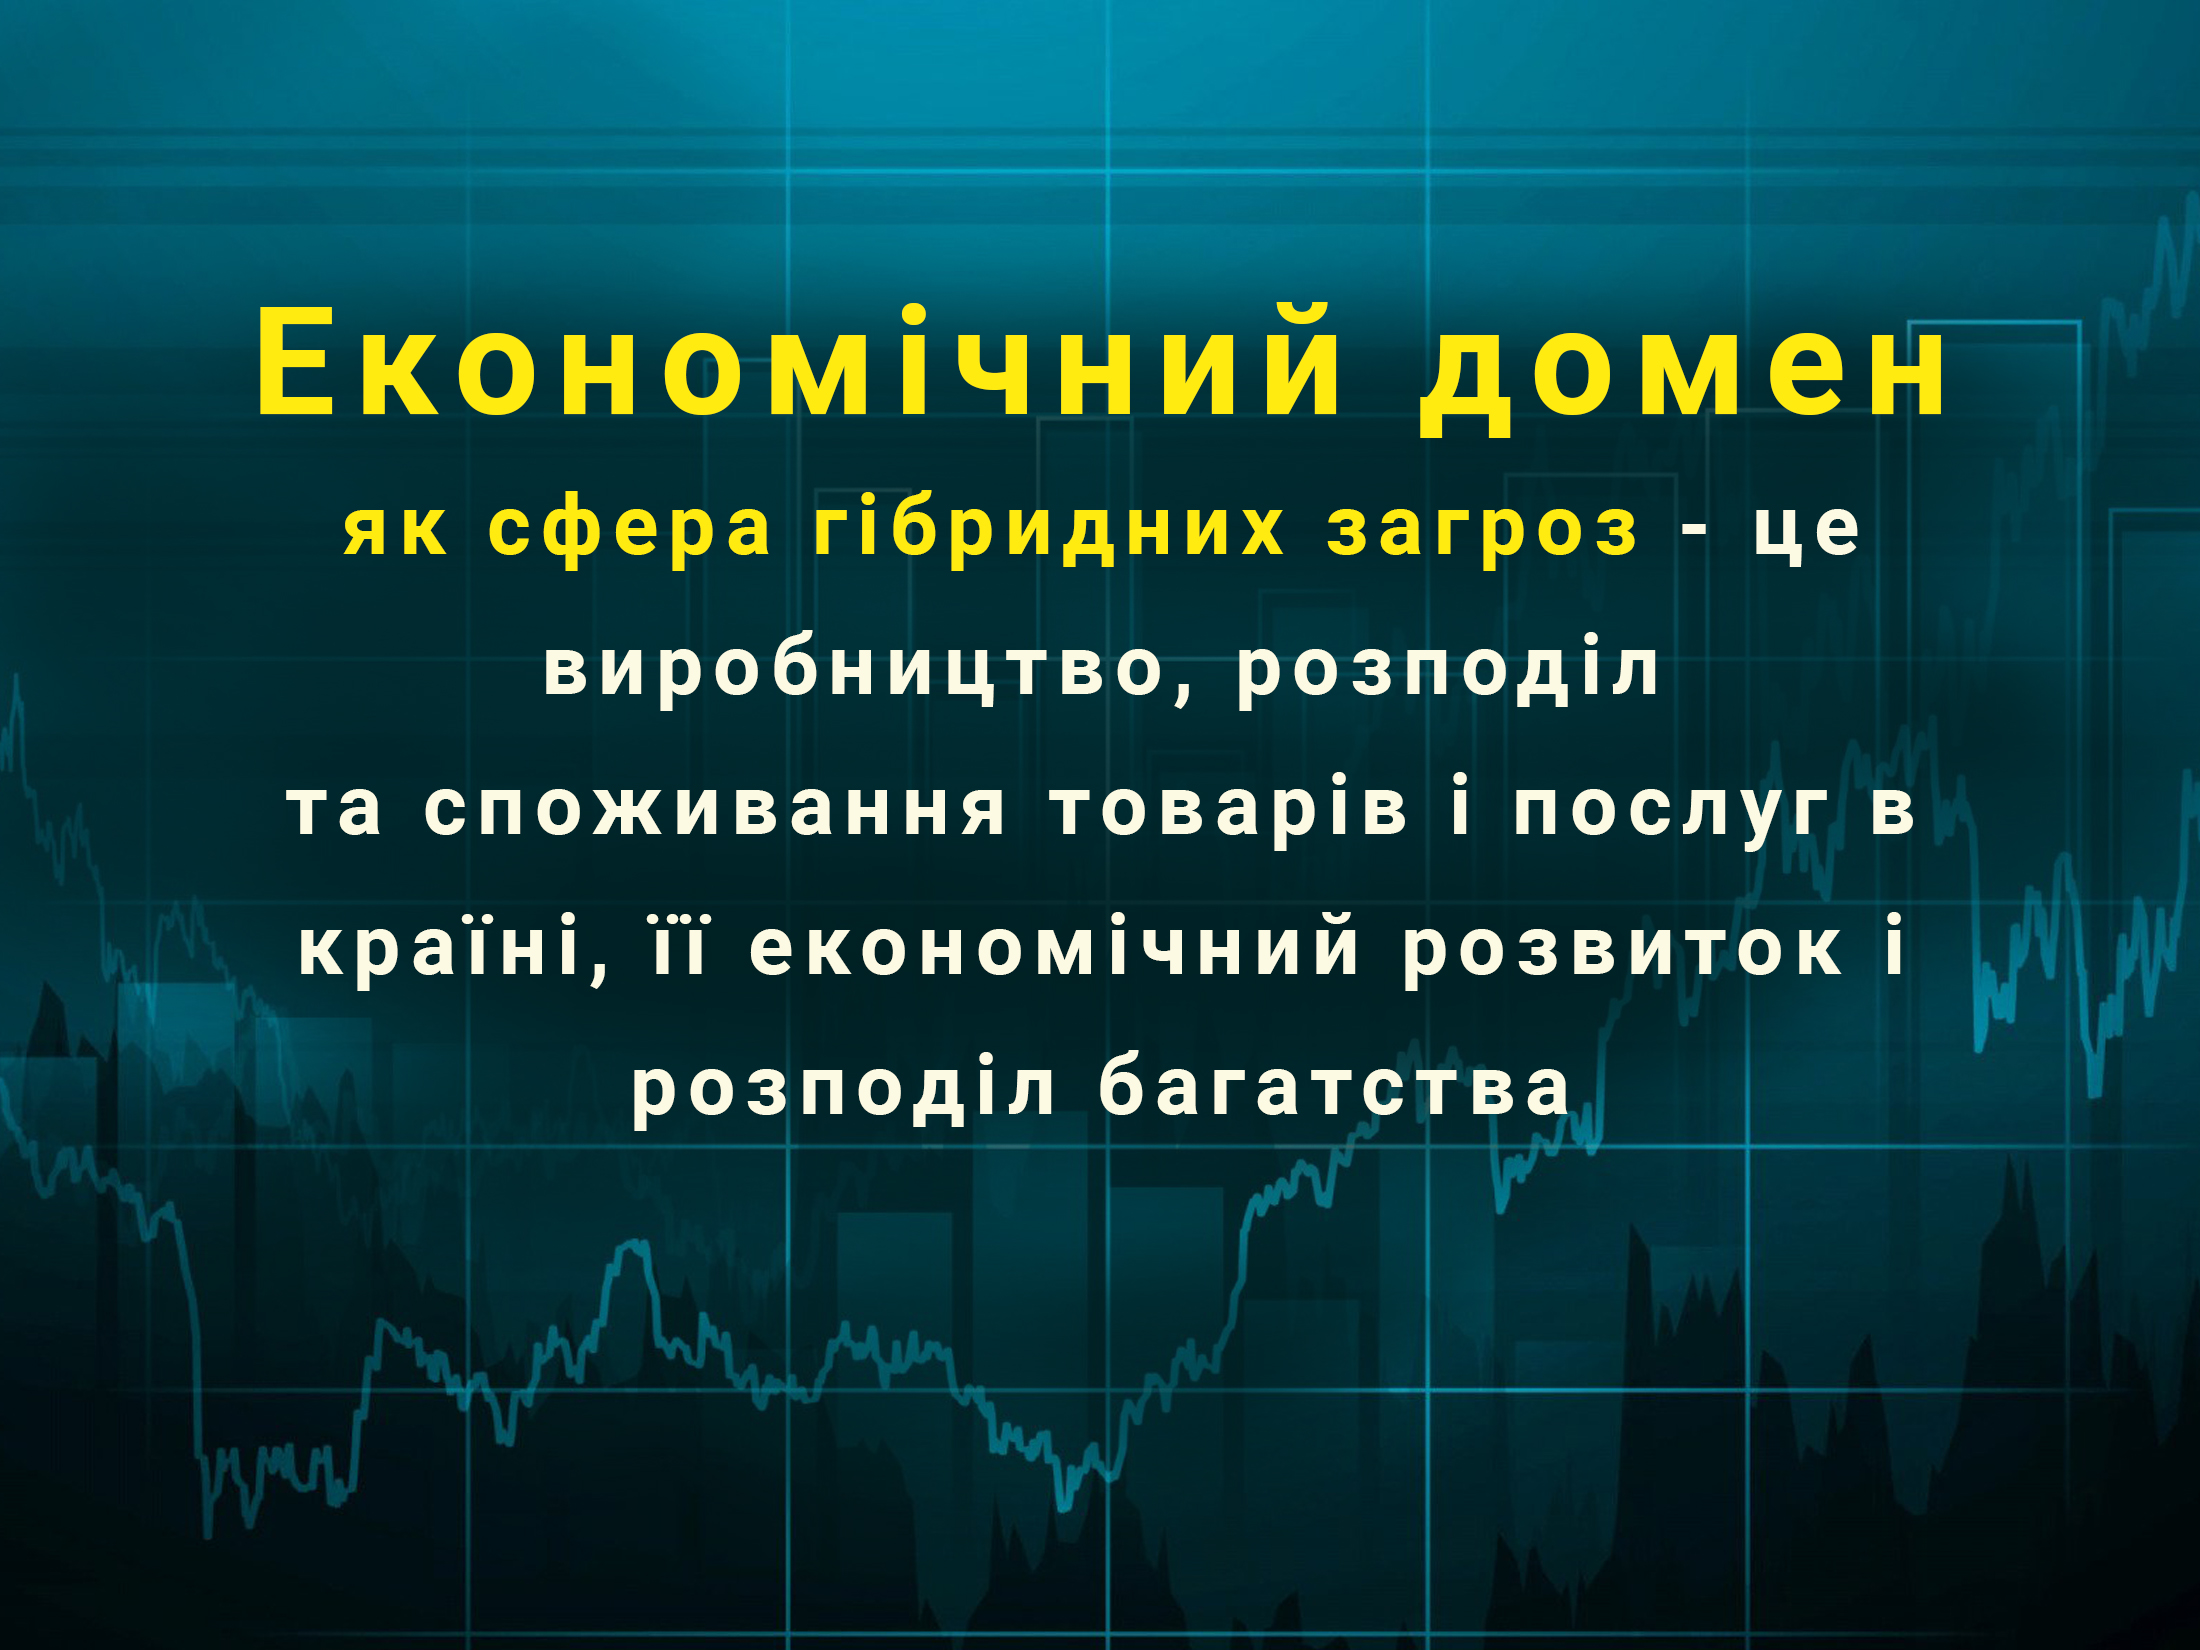 Економічний домен
як сфера гібридних загроз - це
виробництво, розподіл
та споживання товарів і послуг в
країні, її економічний розвиток і
розподіл багатства